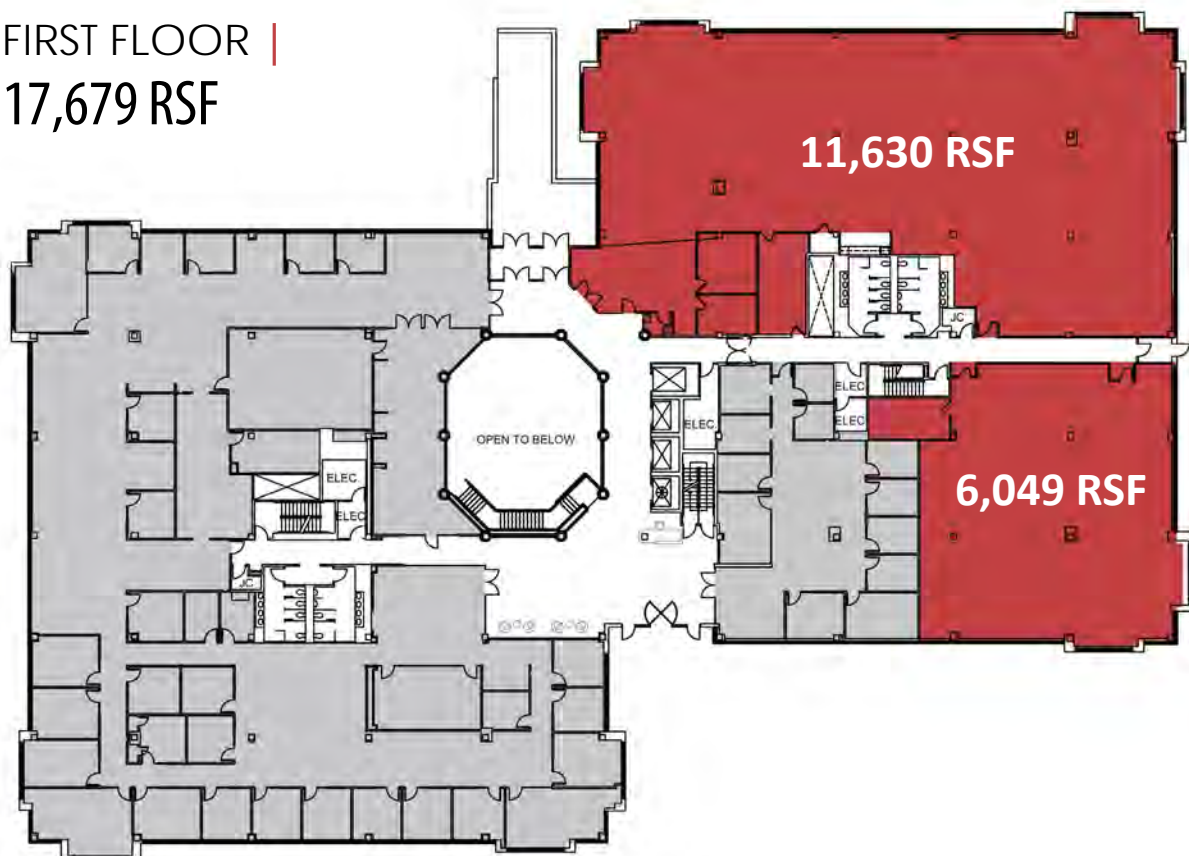 FIRST FLOOR |
17,679 RSF
11,630 RSF
JC
ELEC
ELEC
ELEC
OPEN TO BELOW
ELEC.
ELEC
6,049 RSF
JC